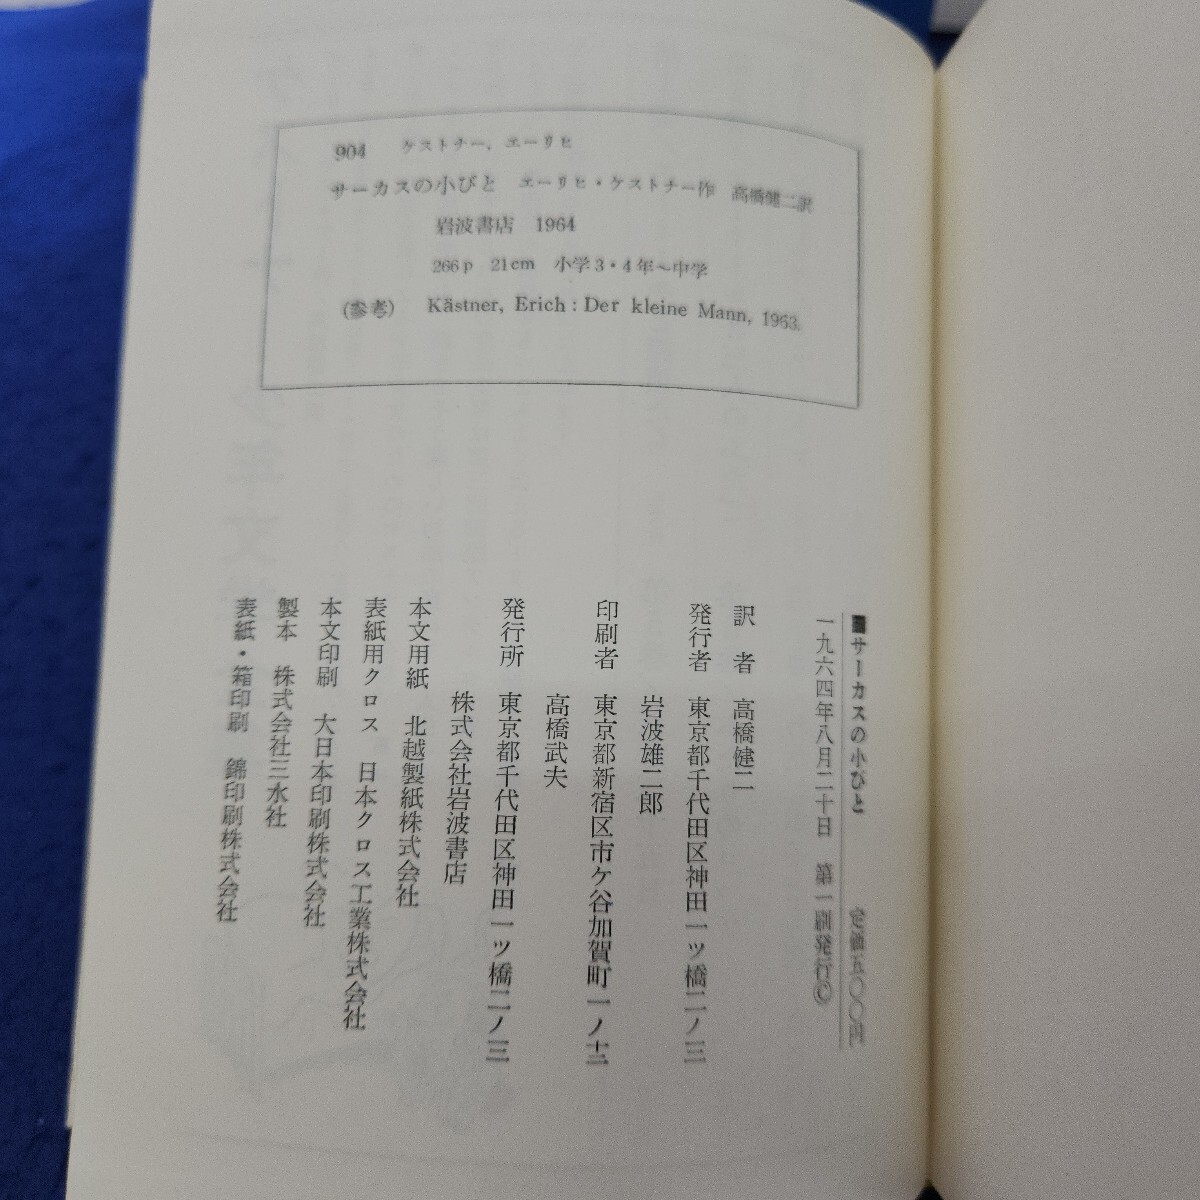 904 ケストナー, エーリヒ
サーカスの小びと エーリヒ・ケストナー作 高橋健二訳
岩波書店 1964
266p 21cm 小学3・4年~中学
(参考) Kästner, Erich : Der kleine Mann, 1963.
■サーカスの小びと 定価五〇〇円
一九六四年八月二十日 第一刷発行©
訳者 高橋健二
発行者 東京都千代田区神田一ツ橋二ノ三
岩波雄二郎
印刷者 東京都新宿区市ケ谷加賀町一ノ十二
高橋武夫
発行所 東京都千代田区神田一ツ橋二ノ三
株式会社岩波書店
本文用紙 北越製紙株式会社
表紙用クロス 日本クロス工業株式会社
本文印刷 大日本印刷株式会社
製本 株式会社三水社
表紙・箱印刷 錦印刷株式会社